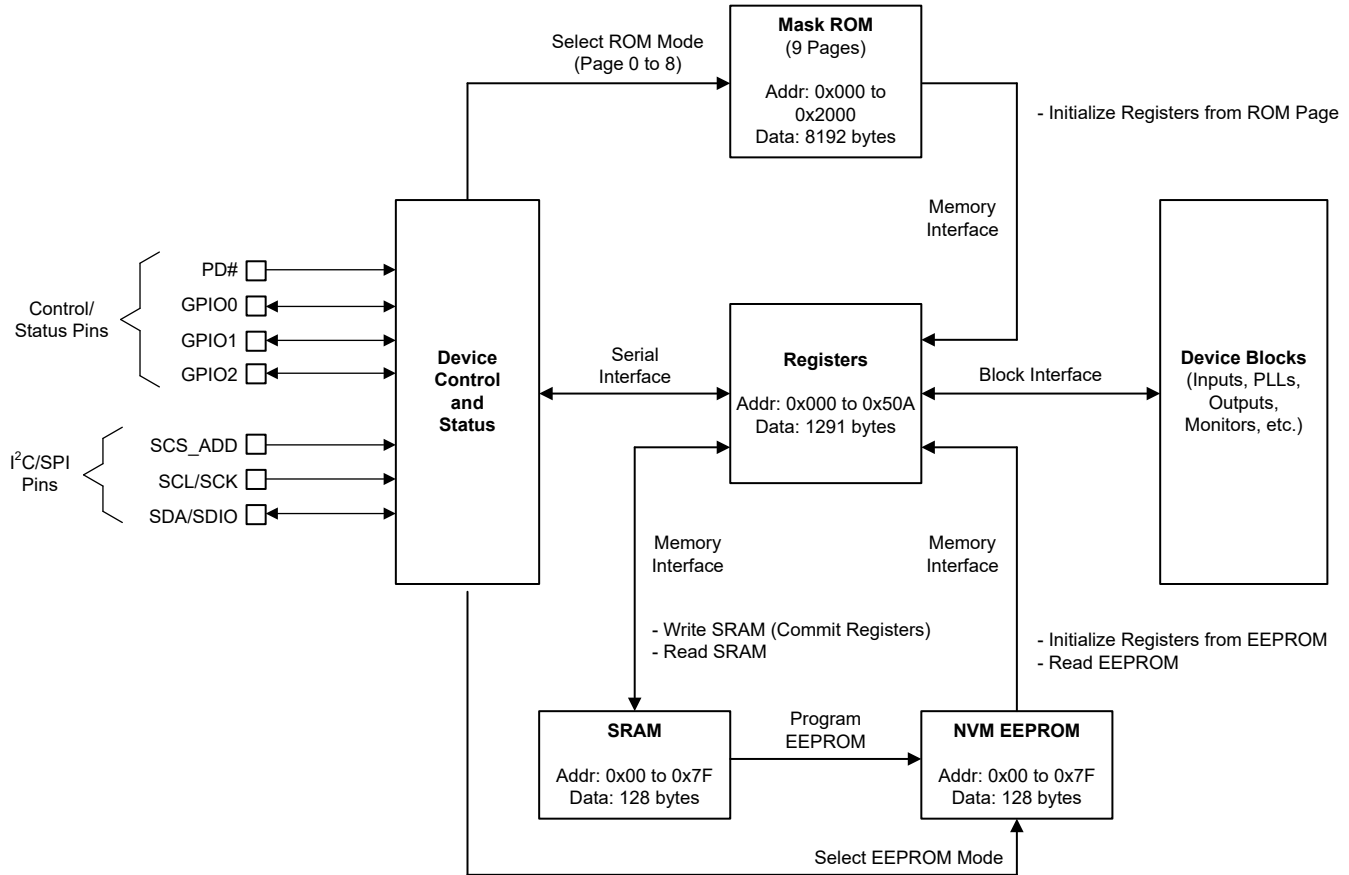 Mask ROM
(9 Pages)
Addr: 0x000 to
0x2000
Data: 8192 bytes
Select ROM Mode
(Page 0 to 8)
- Initialize Registers from ROM Page
Memory
Interface
Control/
Status Pins
PD#
GPIO0
GPIO1
GPIO2
I²C/SPI
Pins
SCS_ADD
SCL/SCK
SDA/SDIO
Device
Control
and
Status
Serial
Interface
Registers
Addr: 0x000 to 0x50A
Data: 1291 bytes
Block Interface
Device Blocks
(Inputs, PLLs,
Outputs,
Monitors, etc.)
Memory
Interface
- Write SRAM (Commit Registers)
- Read SRAM
Memory
Interface
- Initialize Registers from EEPROM
- Read EEPROM
SRAM
Addr: 0x00 to 0x7F
Data: 128 bytes
Program
EEPROM
NVM EEPROM
Addr: 0x00 to 0x7F
Data: 128 bytes
Select EEPROM Mode